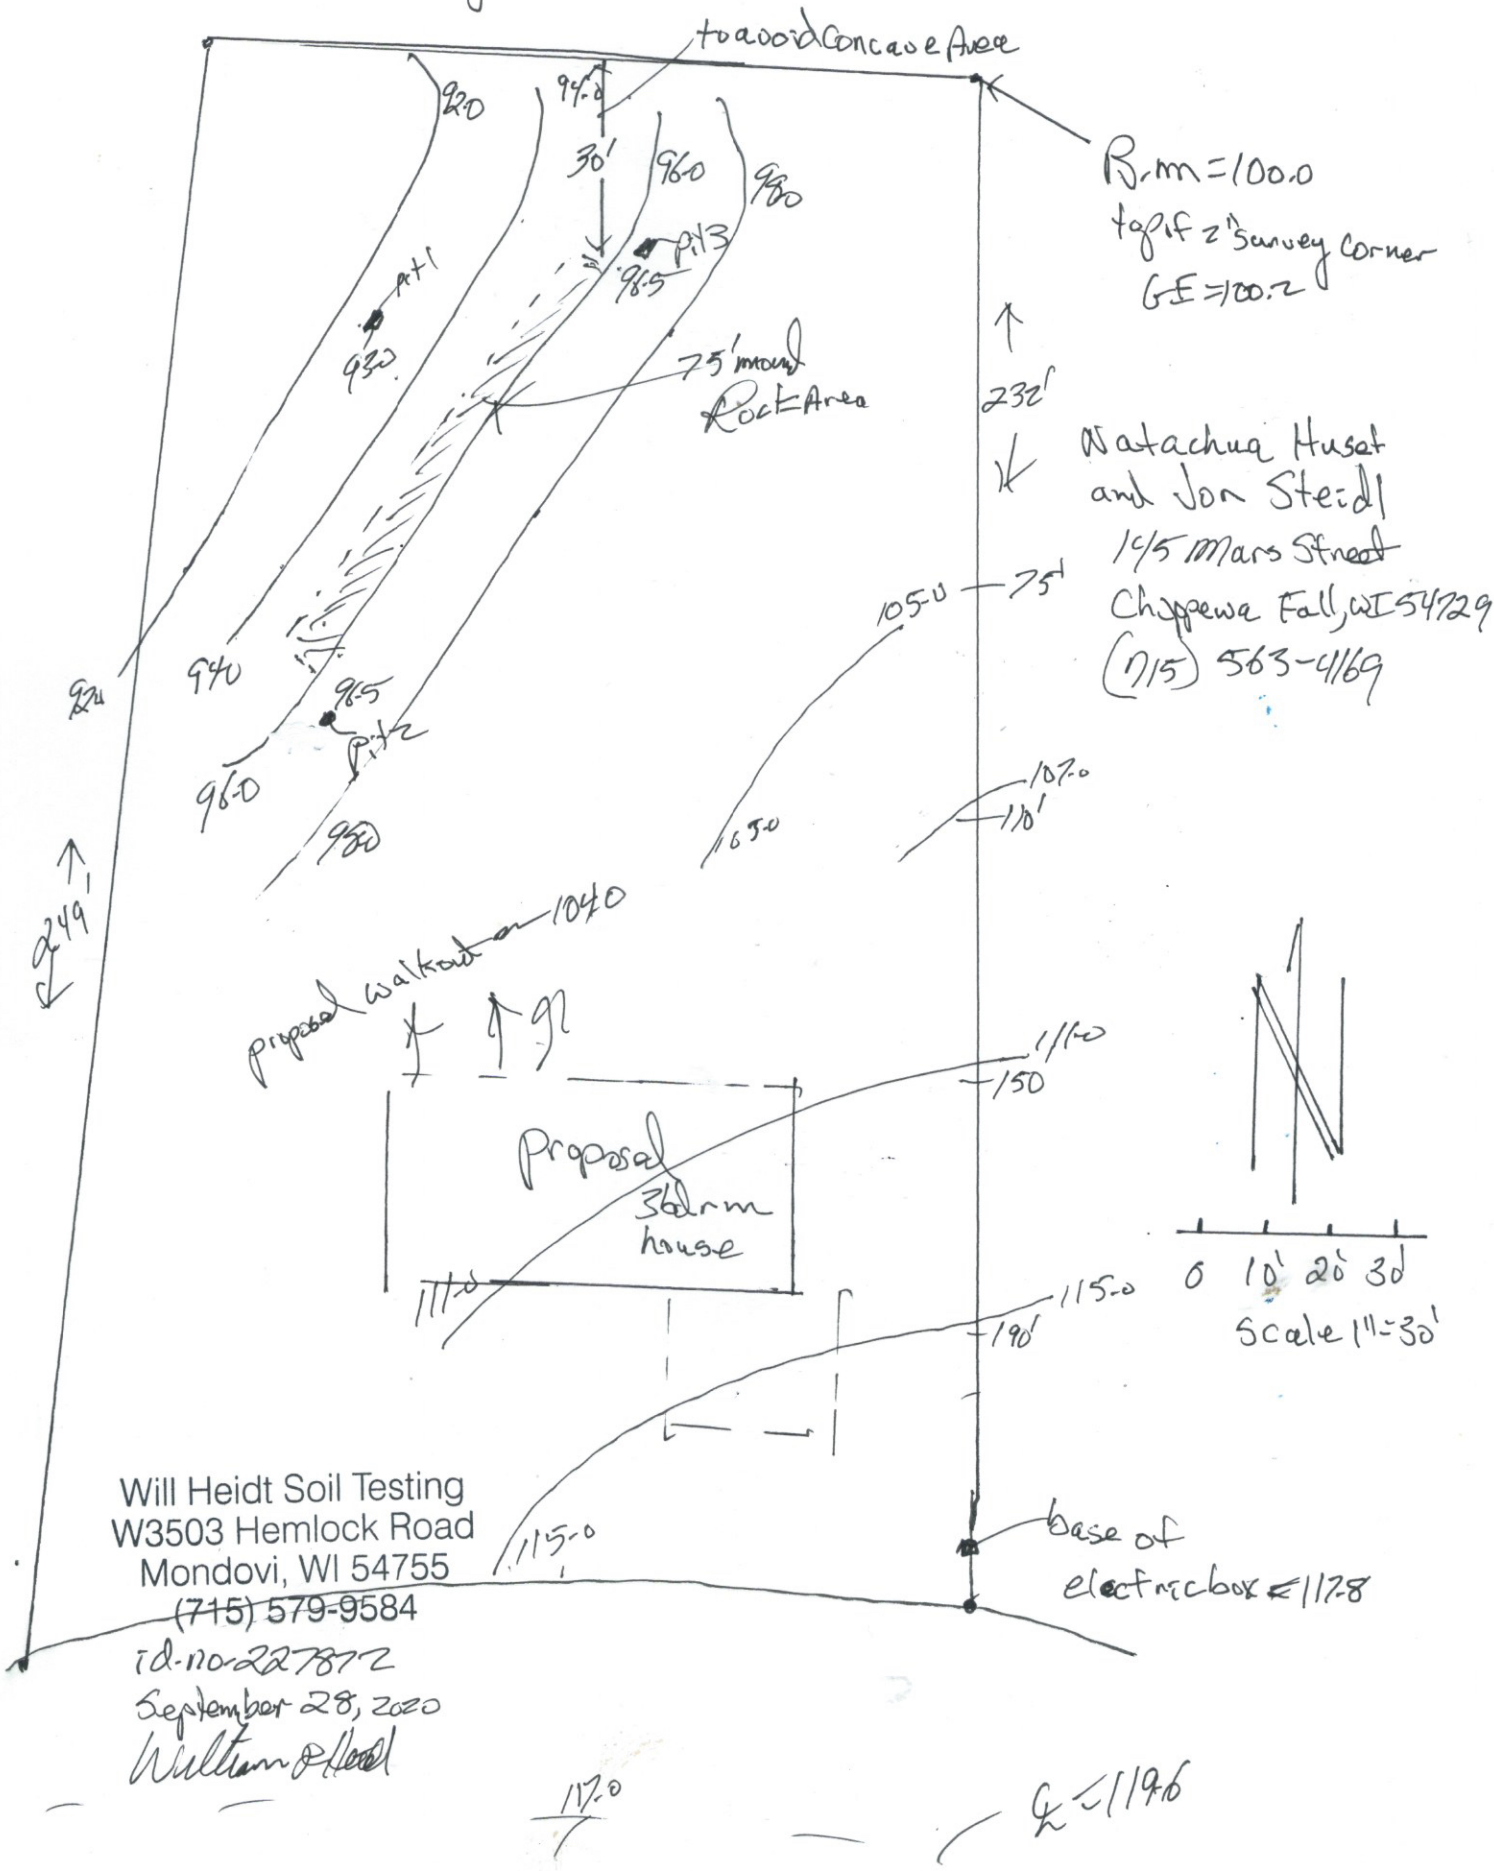 to avoid Concave Area
92.0
94.0
30'
96.0
98.0
B.m = 100.0
top of 2" survey corner
GE = 100.2
pit 3
96.5
pit 1
93.0
75' mound
Rock Area
232'
Natachua Huset
and Jon Steidl
145 Mars Street
Chippewa Fall, WI 54729
(715) 563-4169
105.0
75'
94.0
92.0
96.5
pit 2
96.0
98.0
107.0
110'
105.0
249'
104.0
proposed walkout
111.0
150
Proposal
3 bdrm
house
111.0
0 10' 20' 30'
Scale 1"=30'
115.0
190'
N
Will Heidt Soil Testing
W3503 Hemlock Road
Mondovi, WI 54755
(715) 579-9584
115.0
base of
electric box = 117.8
id-no-227872
September 28, 2020
117.0
℄ = 119.6